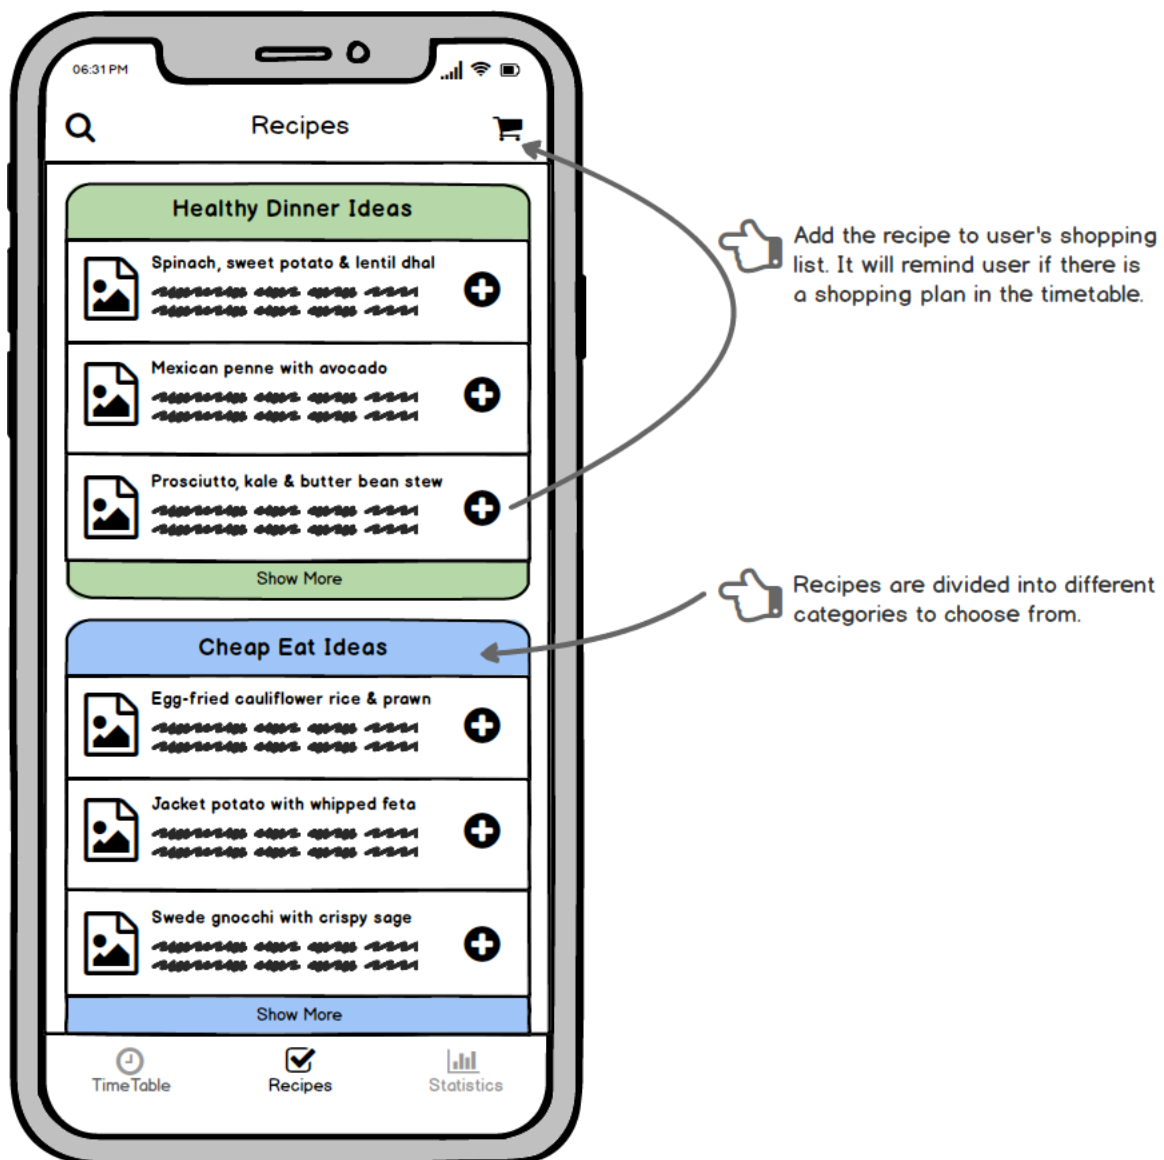 06:31 PM
Recipes
Healthy Dinner Ideas
Spinach, sweet potato & lentil dhal
Mexican penne with avocado
Prosciutto, kale & butter bean stew
Show More
Cheap Eat Ideas
Egg-fried cauliflower rice & prawn
Jacket potato with whipped feta
Swede gnocchi with crispy sage
Show More
TimeTable
Recipes
Statistics
Add the recipe to user's shopping
list. It will remind user if there is
a shopping plan in the timetable.
Recipes are divided into different
categories to choose from.